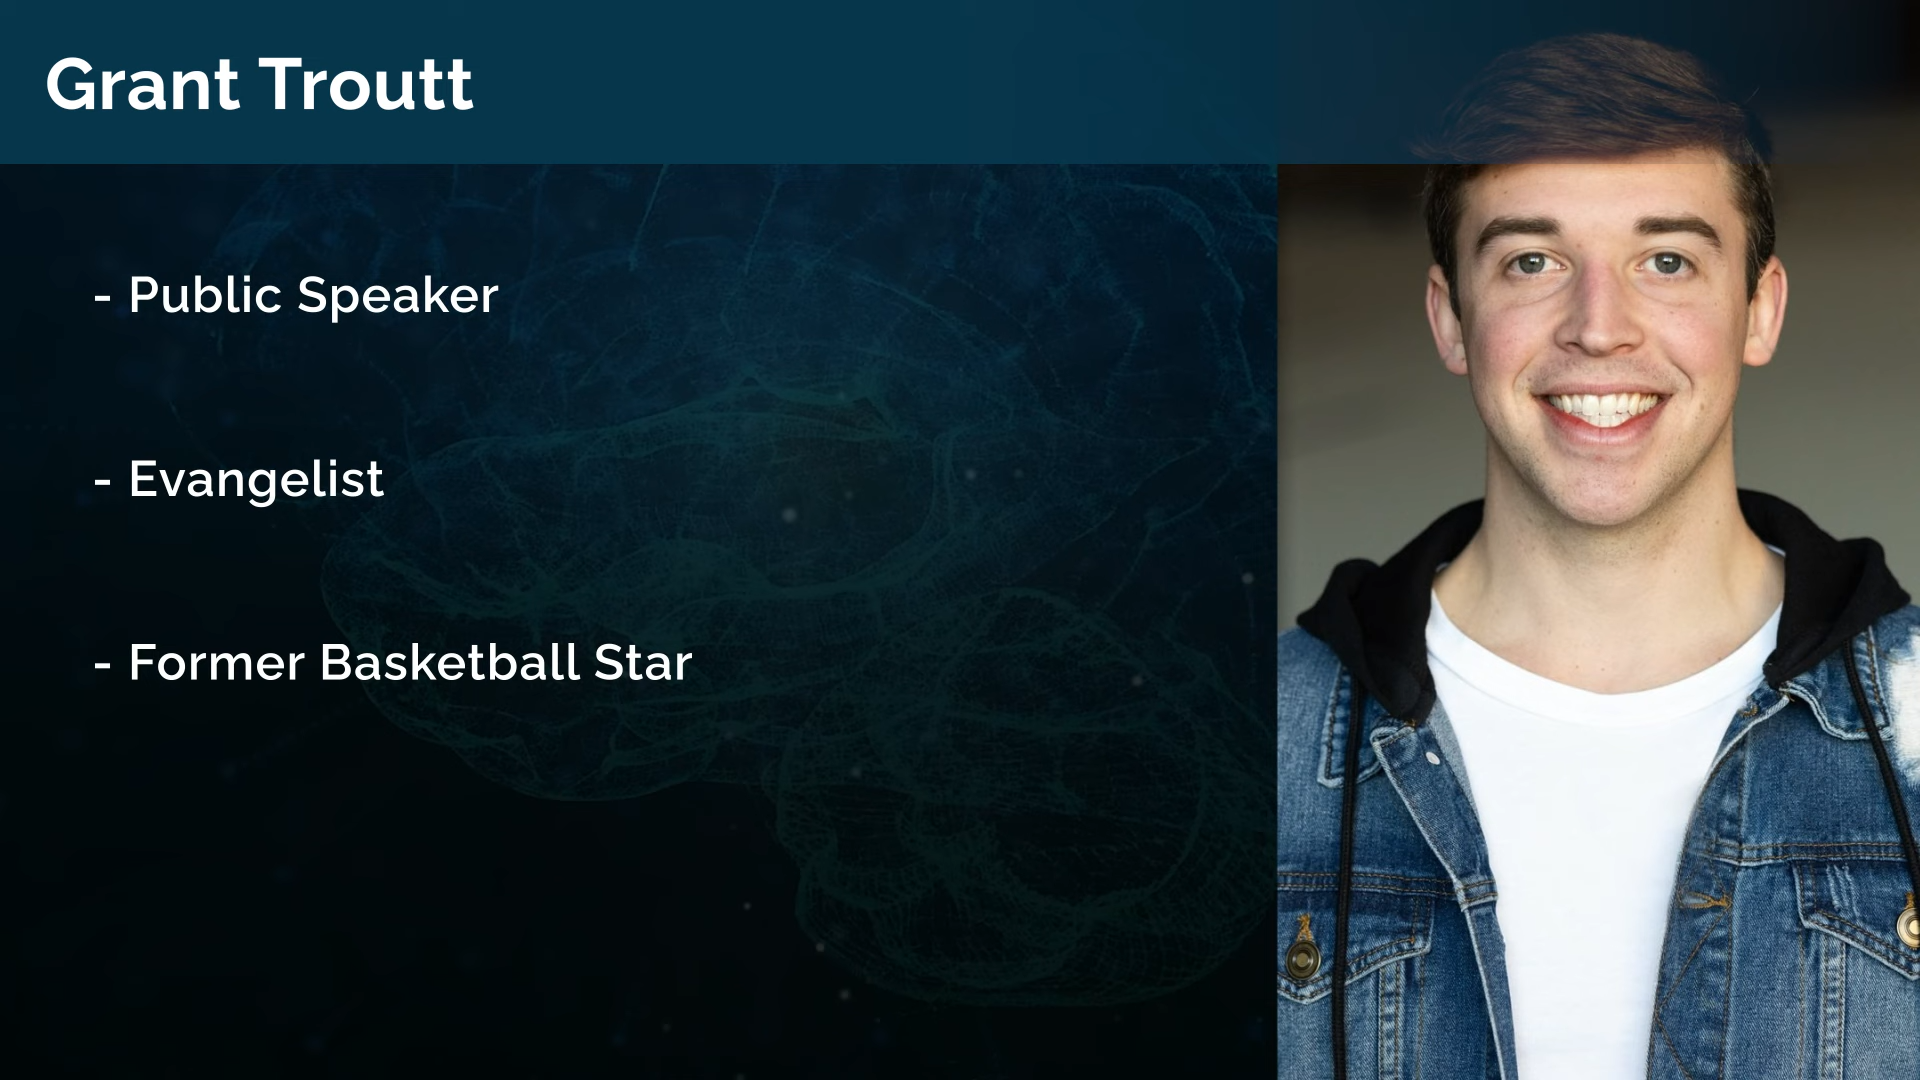 Grant Troutt
- Public Speaker
- Evangelist
- Former Basketball Star